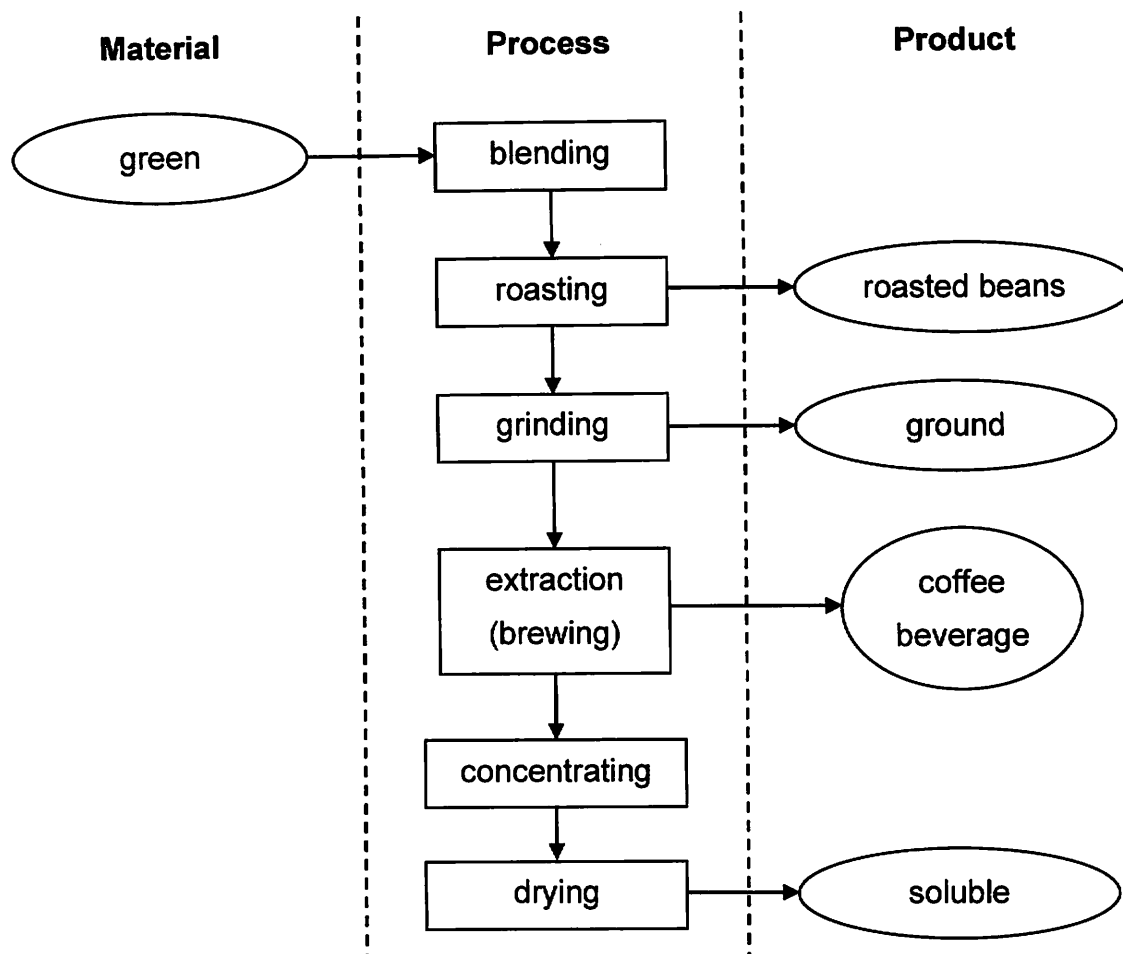 Material
Process
Product
green
blending
roasting
roasted beans
grinding
ground
extraction
(brewing)
coffee
beverage
concentrating
drying
soluble